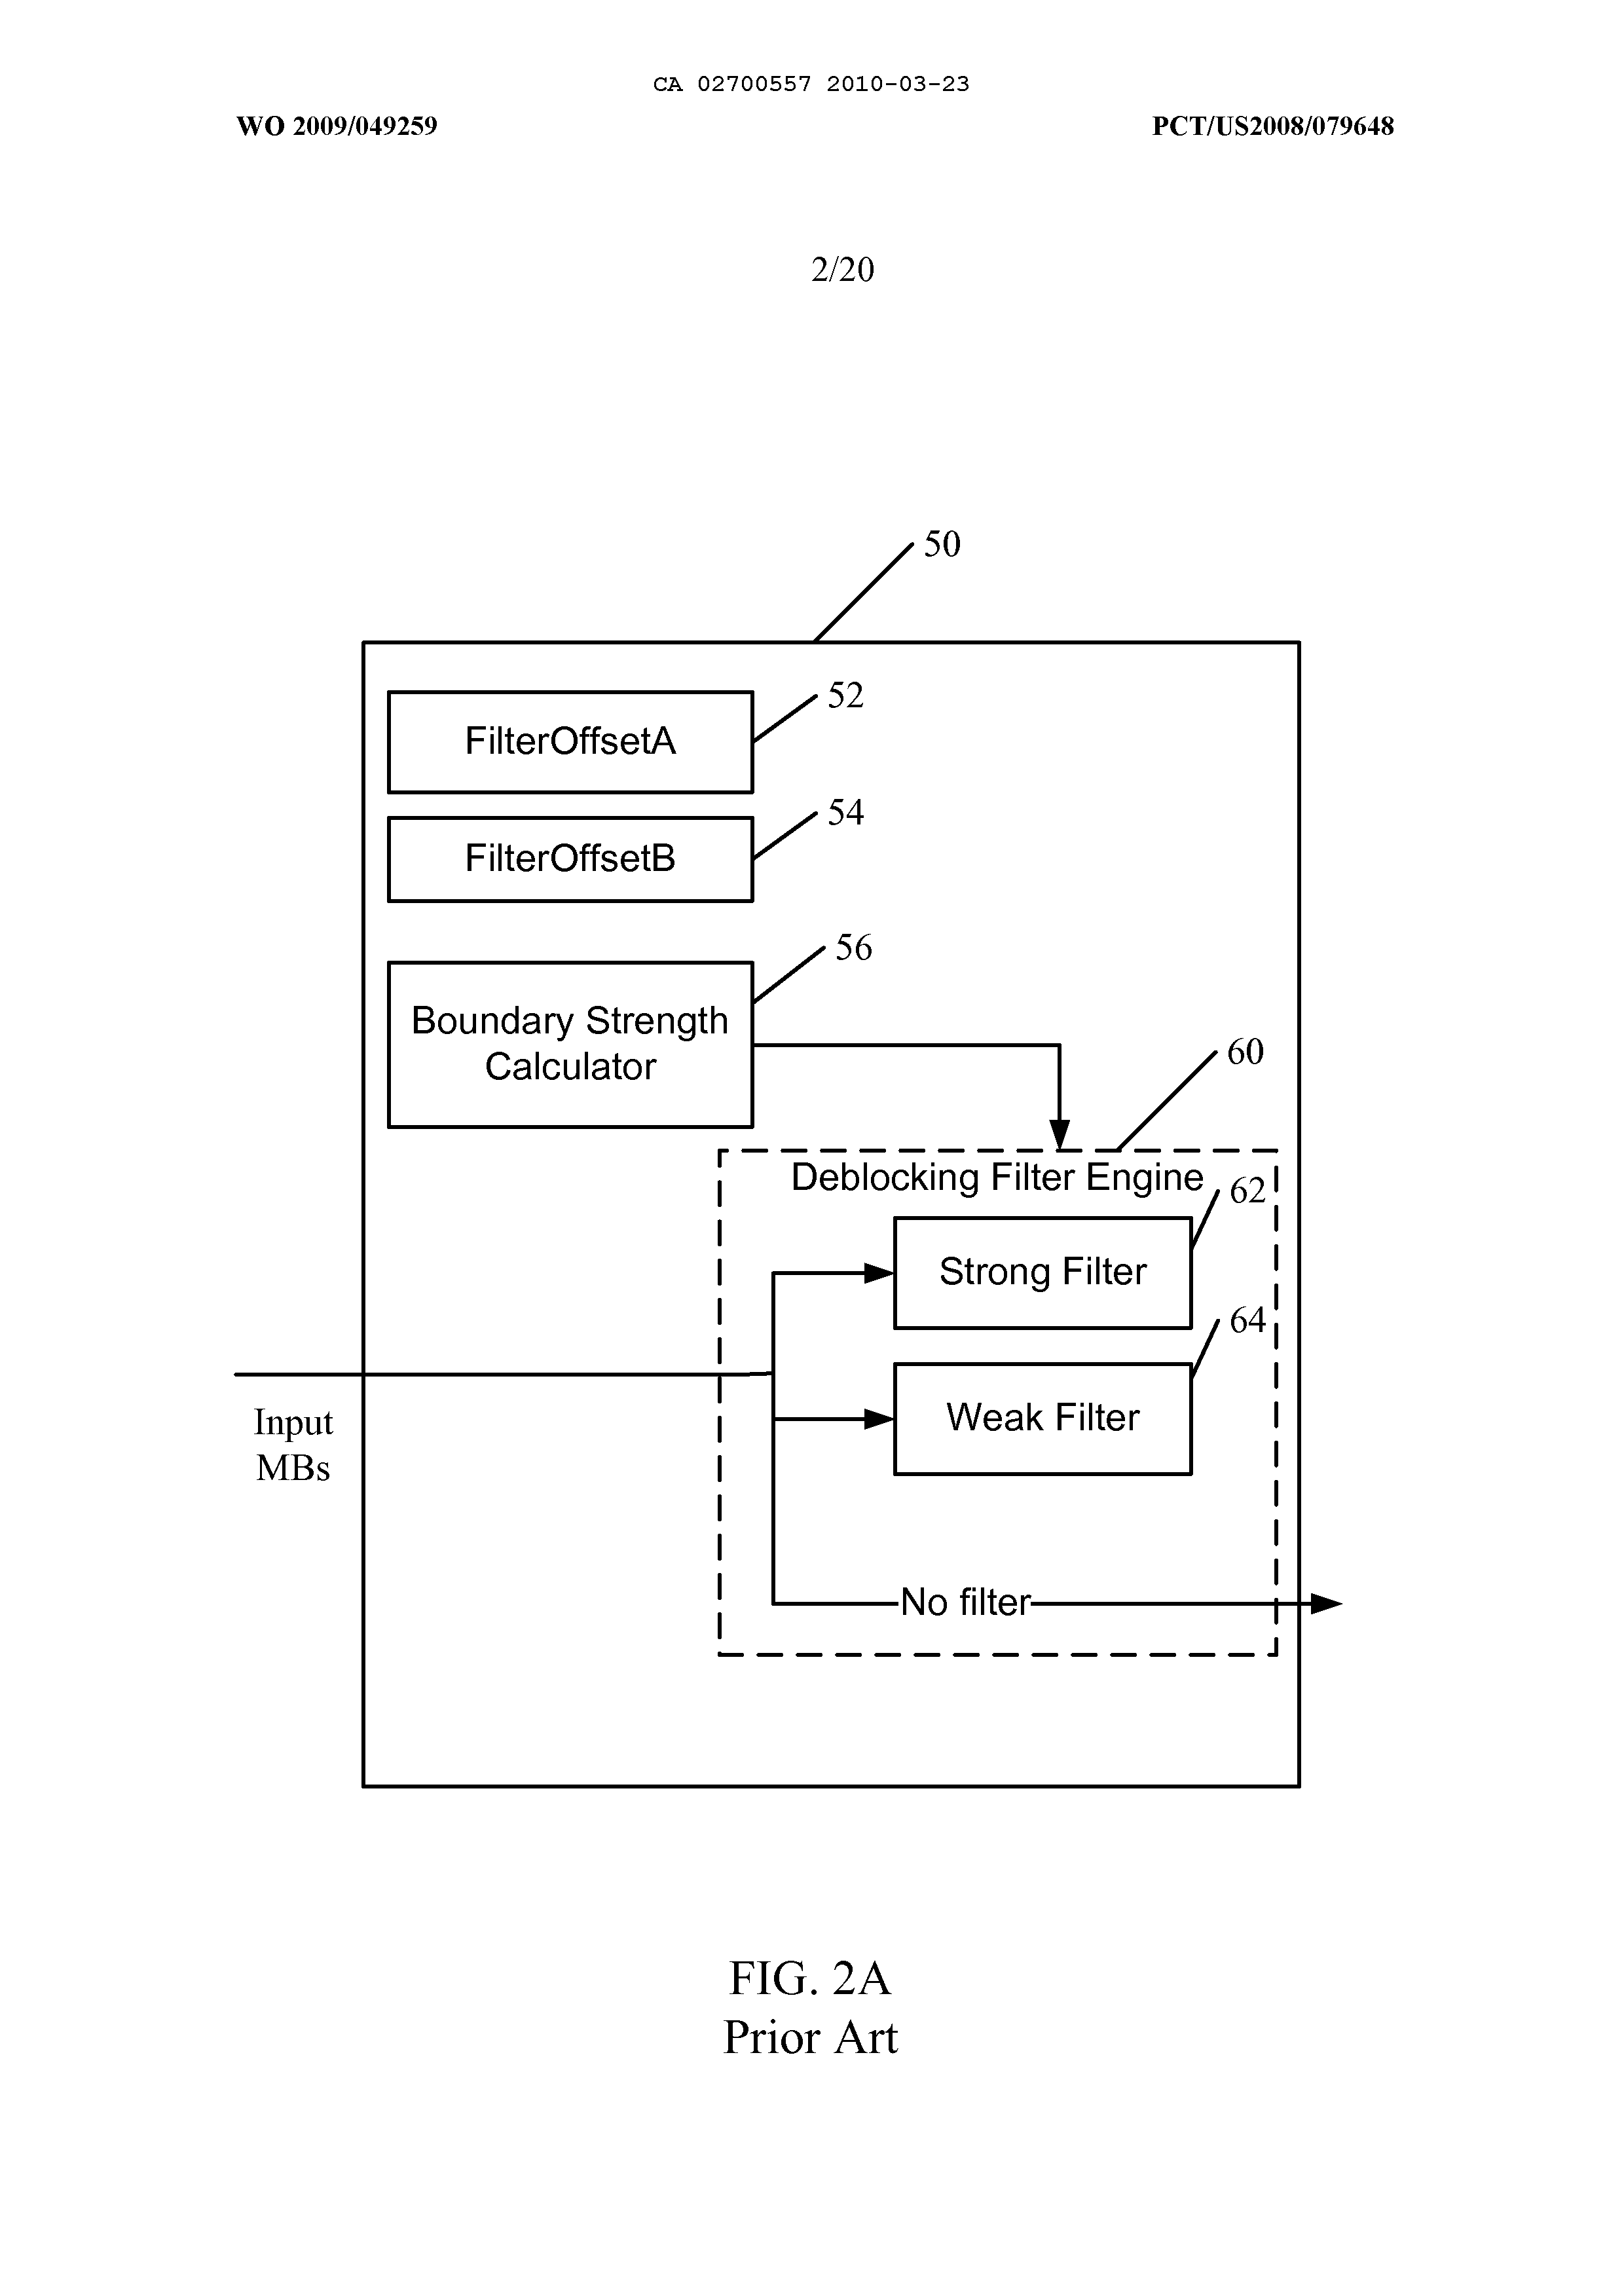 CA 02700557 2010-03-23
WO 2009/049259
PCT/US2008/079648
2/20
50
FilterOffsetA
52
FilterOffsetB
54
Boundary Strength
Calculator
56
60
Deblocking Filter Engine
62
Strong Filter
64
Weak Filter
Input
MBs
No filter
FIG. 2A
Prior Art